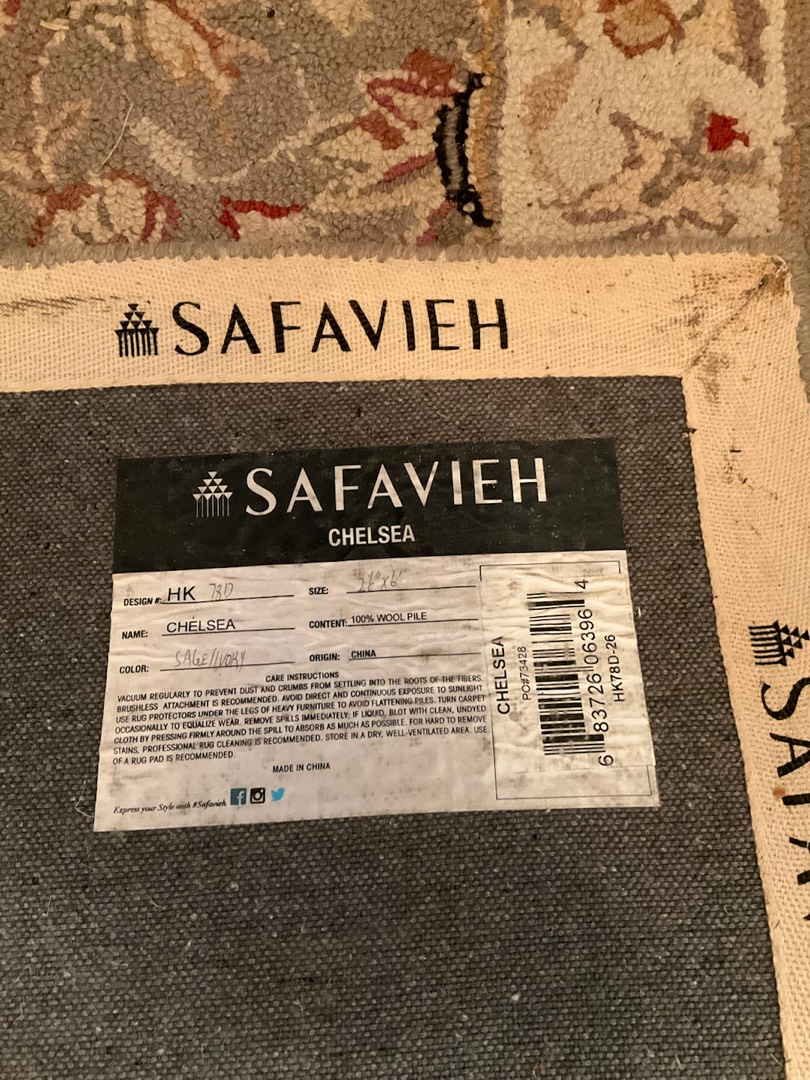 SAFAVIEH
SAFAVIEH
CHELSEA
DESIGN #: HK 78D
SIZE: 2'6" x 6'
NAME: CHELSEA
CONTENT: 100% WOOL PILE
COLOR: SAGE/IVORY
ORIGIN: CHINA
CARE INSTRUCTIONS
VACUUM REGULARLY TO PREVENT DUST AND CRUMBS FROM SETTLING INTO THE ROOTS OF THE FIBERS
BRUSHLESS ATTACHMENT IS RECOMMENDED. AVOID DIRECT AND CONTINUOUS EXPOSURE TO SUNLIGHT.
USE RUG PROTECTORS UNDER THE LEGS OF HEAVY FURNITURE TO AVOID FLATTENING PILES. TURN CARPET
OCCASIONALLY TO EQUALIZE WEAR. REMOVE SPILLS IMMEDIATELY; IF LIQUID, BLOT WITH CLEAN, UNDYED
CLOTH BY PRESSING FIRMLY AROUND THE SPILL TO ABSORB AS MUCH AS POSSIBLE. FOR HARD TO REMOVE
STAINS, PROFESSIONAL RUG CLEANING IS RECOMMENDED. STORE IN A DRY, WELL-VENTILATED AREA. USE
OF A RUG PAD IS RECOMMENDED.
MADE IN CHINA
Express your Style with #Safavieh
CHELSEA
PO#73428
6 83726 06396 4
HK78D-26
SAFA